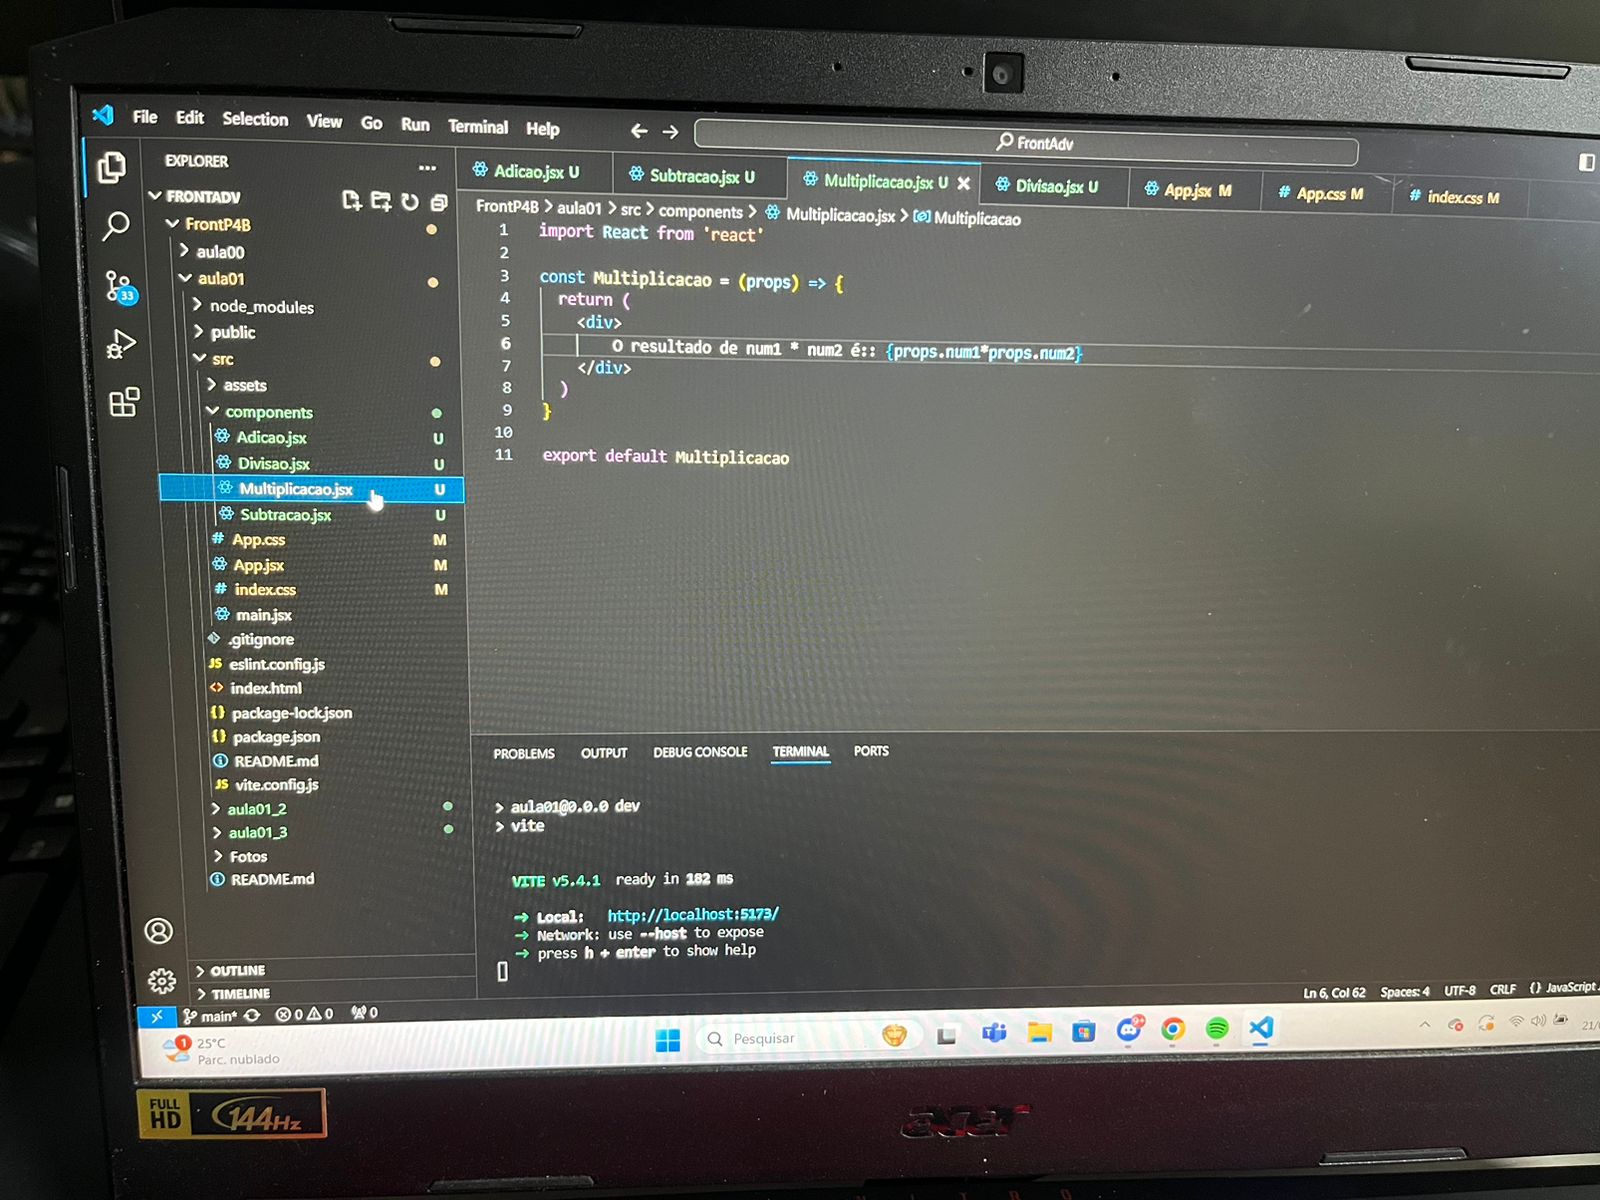 File Edit Selection View Go Run Terminal Help
FrontAdv
EXPLORER
FRONTADV
FrontP4B
aula00
aula01
node_modules
public
src
assets
components
Adicao.jsx U
Divisao.jsx U
Multiplicacao.jsx U
Subtracao.jsx U
App.css M
App.jsx M
index.css M
main.jsx
.gitignore
JS eslint.config.js
index.html
package-lock.json
package.json
README.md
JS vite.config.js
aula01_2
aula01_3
Fotos
README.md
OUTLINE
TIMELINE
33
Adicao.jsx U Subtracao.jsx U Multiplicacao.jsx U Divisao.jsx U App.jsx M # App.css M # index.css M
FrontP4B > aula01 > src > components > Multiplicacao.jsx > Multiplicacao
1 import React from 'react'
2
3 const Multiplicacao = (props) => {
4 return (
5 <div>
6 O resultado de num1 * num2 é:: {props.num1*props.num2}
7 </div>
8 )
9 }
10
11 export default Multiplicacao
PROBLEMS OUTPUT DEBUG CONSOLE TERMINAL PORTS
> aula01@0.0.0 dev
> vite
VITE v5.4.1 ready in 182 ms
➜ Local: http://localhost:5173/
➜ Network: use --host to expose
➜ press h + enter to show help
main* 0 0 0
Ln 6, Col 62 Spaces: 4 UTF-8 CRLF {} JavaScript
1 25°C
Parc. nublado
Pesquisar
9+
21/
FULL HD 144Hz
acer
NITRO